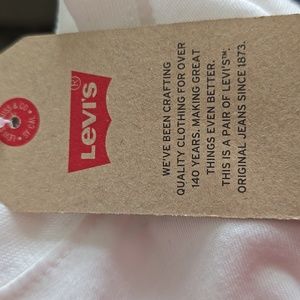 Levi's®
WE'VE BEEN CRAFTING
QUALITY CLOTHING FOR OVER
140 YEARS. MAKING GREAT
THINGS EVEN BETTER.
THIS IS A PAIR OF LEVI'S™.
ORIGINAL JEANS SINCE 1873.